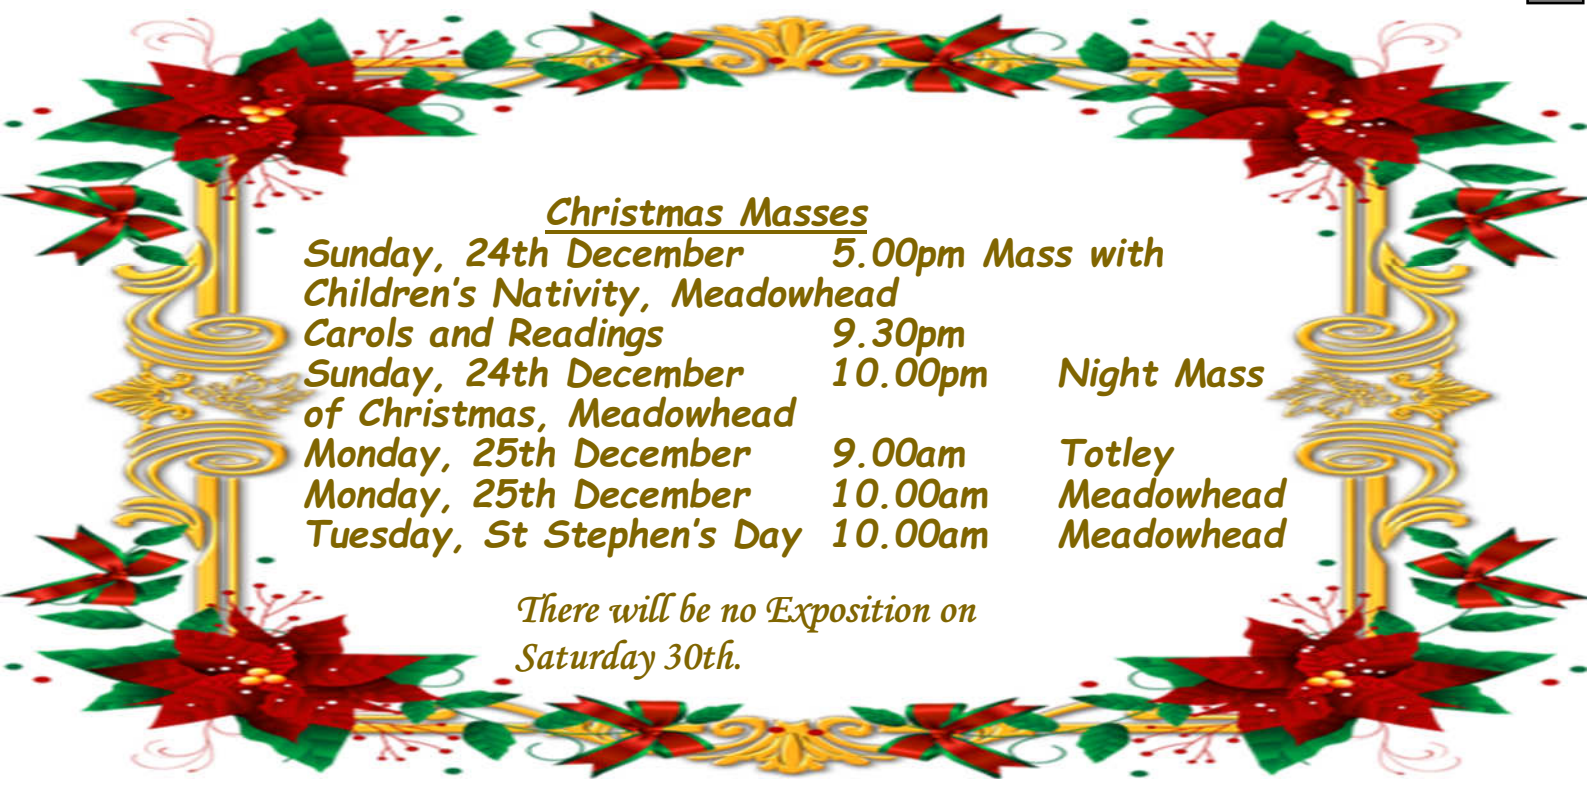 Christmas Masses
Sunday, 24th December 5.00pm Mass with
Children's Nativity, Meadowhead
Carols and Readings 9.30pm
Sunday, 24th December 10.00pm Night Mass
of Christmas, Meadowhead
Monday, 25th December 9.00am Totley
Monday, 25th December 10.00am Meadowhead
Tuesday, St Stephen's Day 10.00am Meadowhead
There will be no Exposition on
Saturday 30th.